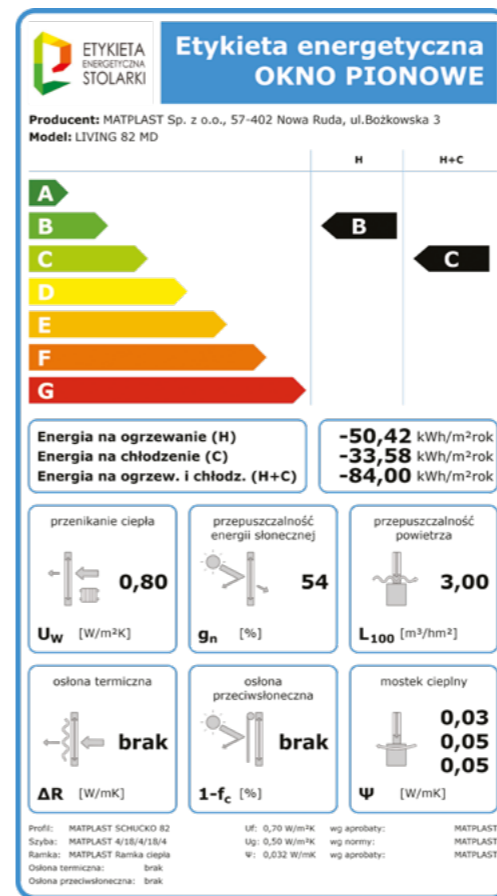 ETYKIETA
ENERGETYCZNA
STOLARKI
Etykieta energetyczna
OKNO PIONOWE
Producent: MATPLAST Sp. z o.o., 57-402 Nowa Ruda, ul.Bożkowska 3
Model: LIVING 82 MD
H H+C
A
B B
C C
D
E
F
G
Energia na ogrzewanie (H) -50,42 kWh/m²rok
Energia na chłodzenie (C) -33,58 kWh/m²rok
Energia na ogrzew. i chłodz. (H+C) -84,00 kWh/m²rok
przenikanie ciepła
0,80
Uw [W/m²K]
przepuszczalność
energii słonecznej
54
gn [%]
przepuszczalność
powietrza
3,00
L100 [m³/hm²]
osłona termiczna
brak
ΔR [W/mK]
osłona
przeciwsłoneczna
brak
1-fc [%]
mostek cieplny
0,03
0,05
0,05
Ψ [W/mK]
Profil: MATPLAST SCHUCKO 82 Uf: 0,70 W/m²K wg aprobaty: MATPLAST
Szyba: MATPLAST 4/18/4/18/4 Ug: 0,50 W/m²K wg normy: MATPLAST
Ramka: MATPLAST Ramka ciepła Ψ: 0,032 W/mK wg aprobaty: MATPLAST
Osłona termiczna: brak
Osłona przeciwsłoneczna: brak